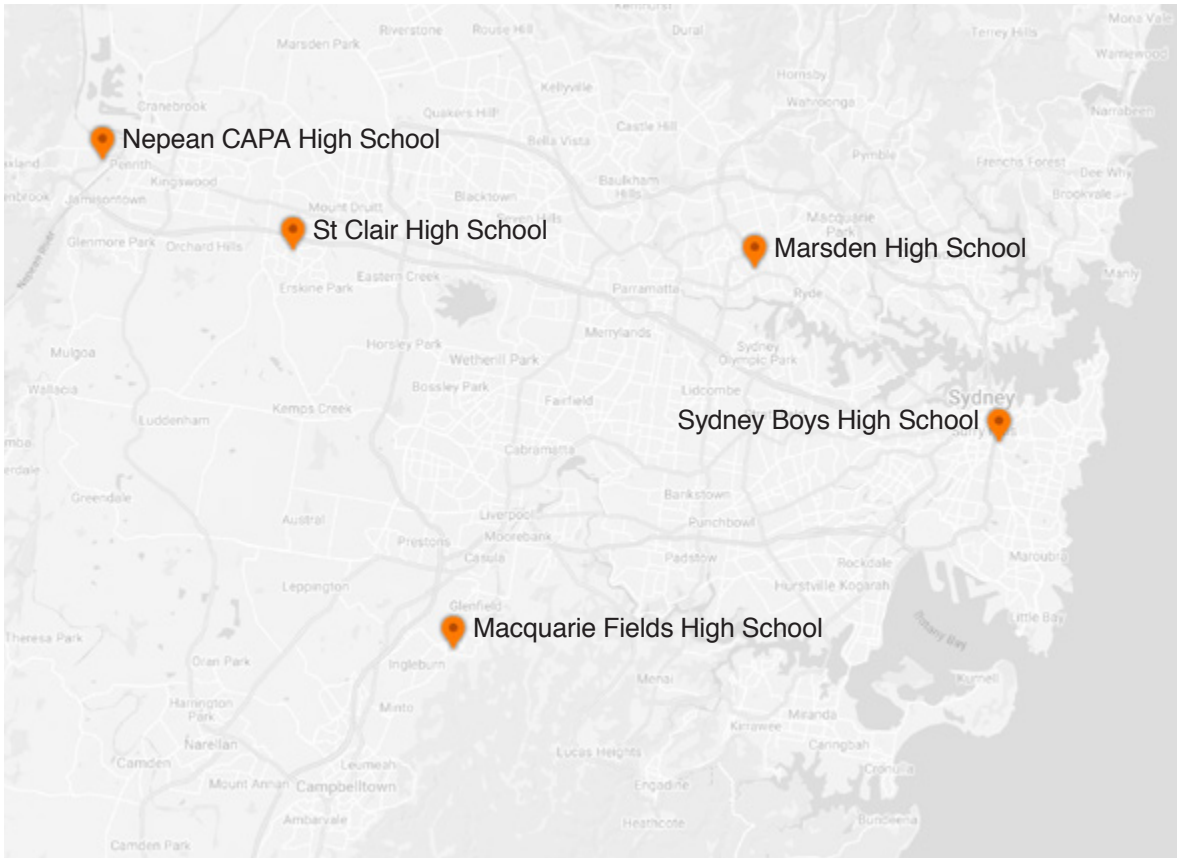 Mona Vale
Riverstone
Rouse Hill
Dural
Terrey Hills
Marsden Park
Warriewood
Hornsby
Kellyville
Cranebrook
Wahroonga
Narrabeen
Quakers Hill
Castle Hill
Bella Vista
Nepean CAPA High School
Pymble
Frenchs Forest
Penrith
Dee Why
Kingswood
Baulkham
Hills
Brookvale
Jamisontown
Blacktown
Mount Druitt
Seven Hills
Macquarie
Park
St Clair High School
Glenmore Park
Orchard Hills
Marsden High School
Nepean River
Eastern Creek
Manly
Erskine Park
Parramatta
Ryde
Merrylands
Horsley Park
Sydney
Olympic Park
Mulgoa
Wetherill Park
Wallacia
Bossley Park
Lidcombe
Fairfield
Sydney
Kemps Creek
Luddenham
Sydney Boys High School
Cabramatta
Greendale
Bankstown
Liverpool
Austral
Punchbowl
Moorebank
Prestons
Casula
Padstow
Maroubra
Rockdale
Leppington
Hurstville
Kogarah
Glenfield
Little Bay
Macquarie Fields High School
Botany Bay
Theresa Park
Oran Park
Ingleburn
Menai
Kurnell
Harrington
Park
Minto
Miranda
Kirrawee
Narellan
Caringbah
Lucas Heights
Camden
Leumeah
Cronulla
Mount Annan
Campbelltown
Engadine
Ambarvale
Heathcote
Bundeena
Camden Park